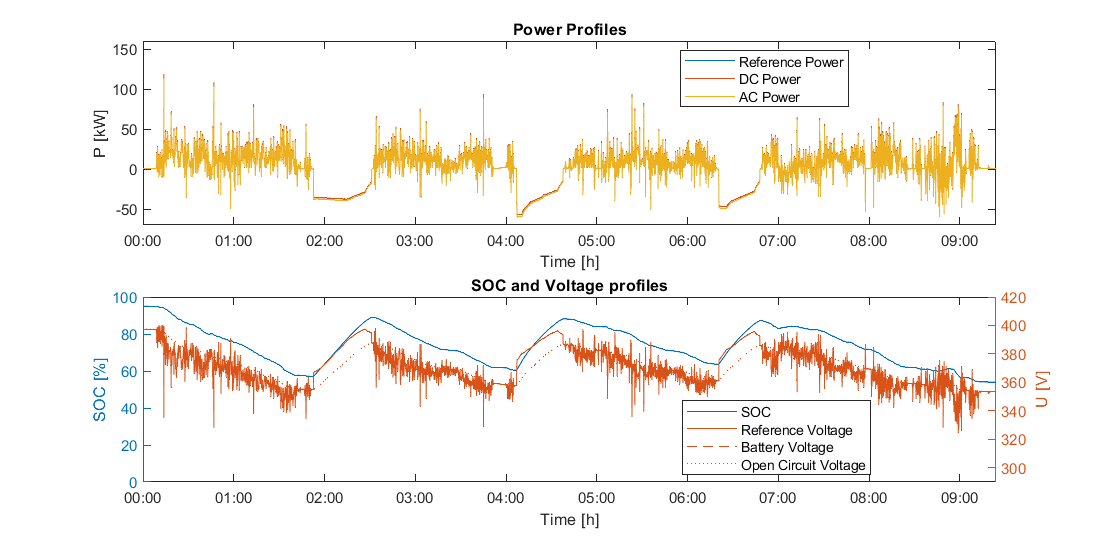 Power Profiles
150
100
50
0
-50
P [kW]
Reference Power
DC Power
AC Power
00:00 01:00 02:00 03:00 04:00 05:00 06:00 07:00 08:00 09:00
Time [h]
SOC and Voltage profiles
100
80
60
40
20
0
SOC [%]
420
400
380
360
340
320
300
U [V]
SOC
Reference Voltage
Battery Voltage
Open Circuit Voltage
00:00 01:00 02:00 03:00 04:00 05:00 06:00 07:00 08:00 09:00
Time [h]